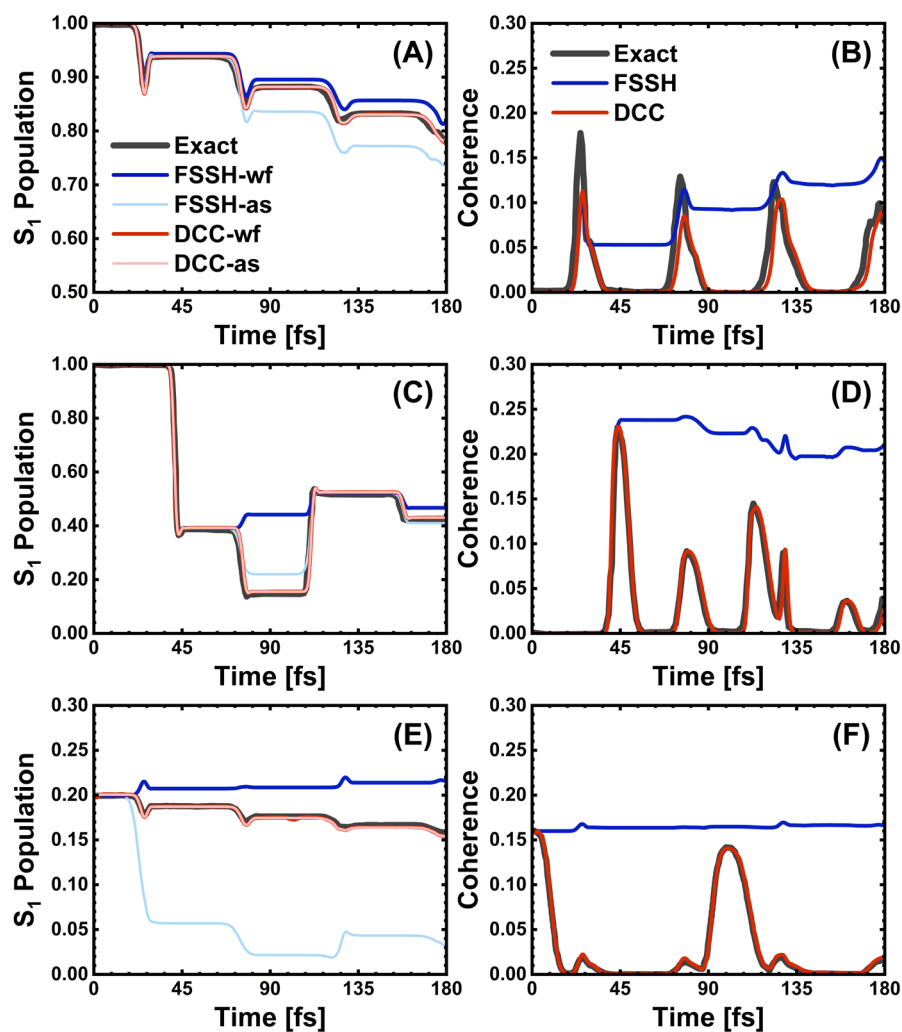 (A)
1.00
0.90
0.80
0.70
0.60
0.50
S1 Population
Exact
FSSH-wf
FSSH-as
DCC-wf
DCC-as
0 45 90 135 180
Time [fs]
(B)
0.30
0.25
0.20
0.15
0.10
0.05
0.00
Coherence
Exact
FSSH
DCC
0 45 90 135 180
Time [fs]
(C)
1.00
0.80
0.60
0.40
0.20
0.00
S1 Population
0 45 90 135 180
Time [fs]
(D)
0.30
0.25
0.20
0.15
0.10
0.05
0.00
Coherence
0 45 90 135 180
Time [fs]
(E)
0.30
0.25
0.20
0.15
0.10
0.05
0.00
S1 Population
0 45 90 135 180
Time [fs]
(F)
0.30
0.25
0.20
0.15
0.10
0.05
0.00
Coherence
0 45 90 135 180
Time [fs]